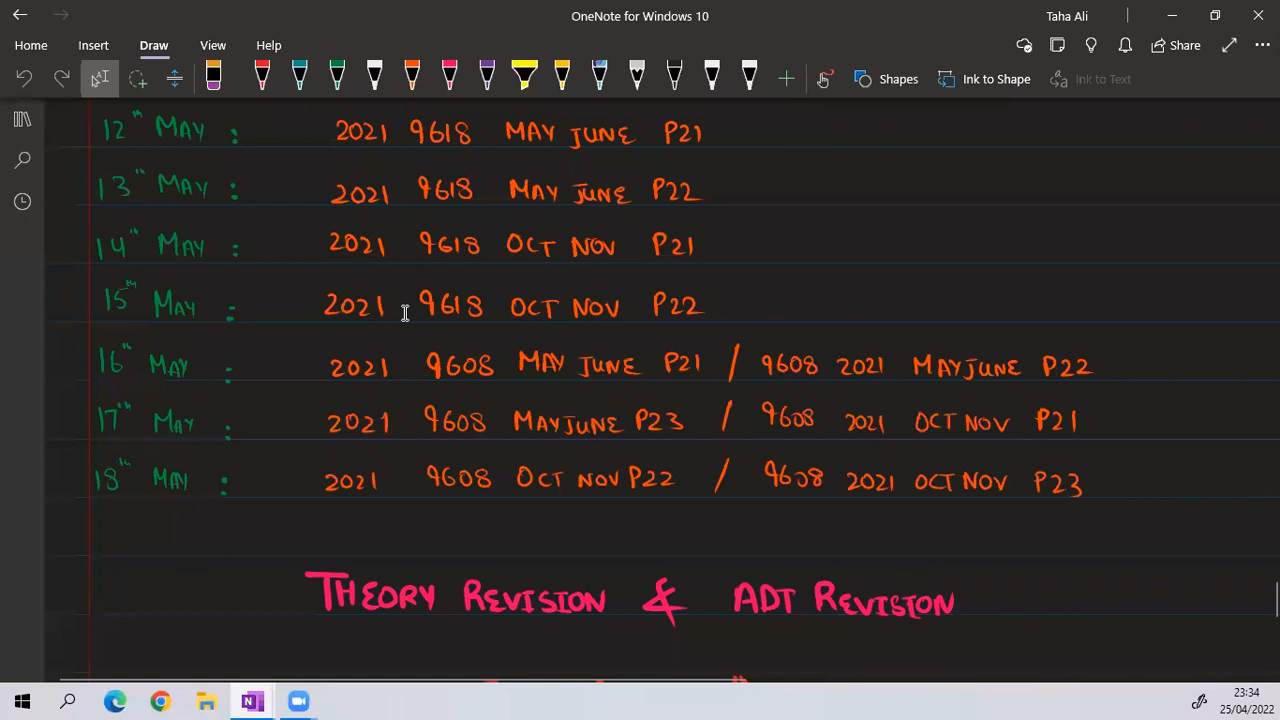 OneNote for Windows 10
Taha Ali
Home Insert Draw View Help
Share
Shapes Ink to Shape Ink to Text
12th MAY : 2021 9618 MAY JUNE P21
13th MAY : 2021 9618 MAY JUNE P22
14th MAY : 2021 9618 OCT NOV P21
15th MAY : 2021 9618 OCT NOV P22
16th MAY : 2021 9608 MAY JUNE P21 / 9608 2021 MAYJUNE P22
17th MAY : 2021 9608 MAYJUNE P23 / 9608 2021 OCT NOV P21
18th MAY : 2021 9608 OCT NOV P22 / 9608 2021 OCT NOV P23
THEORY REVISION & ADT REVISION
23:34
25/04/2022